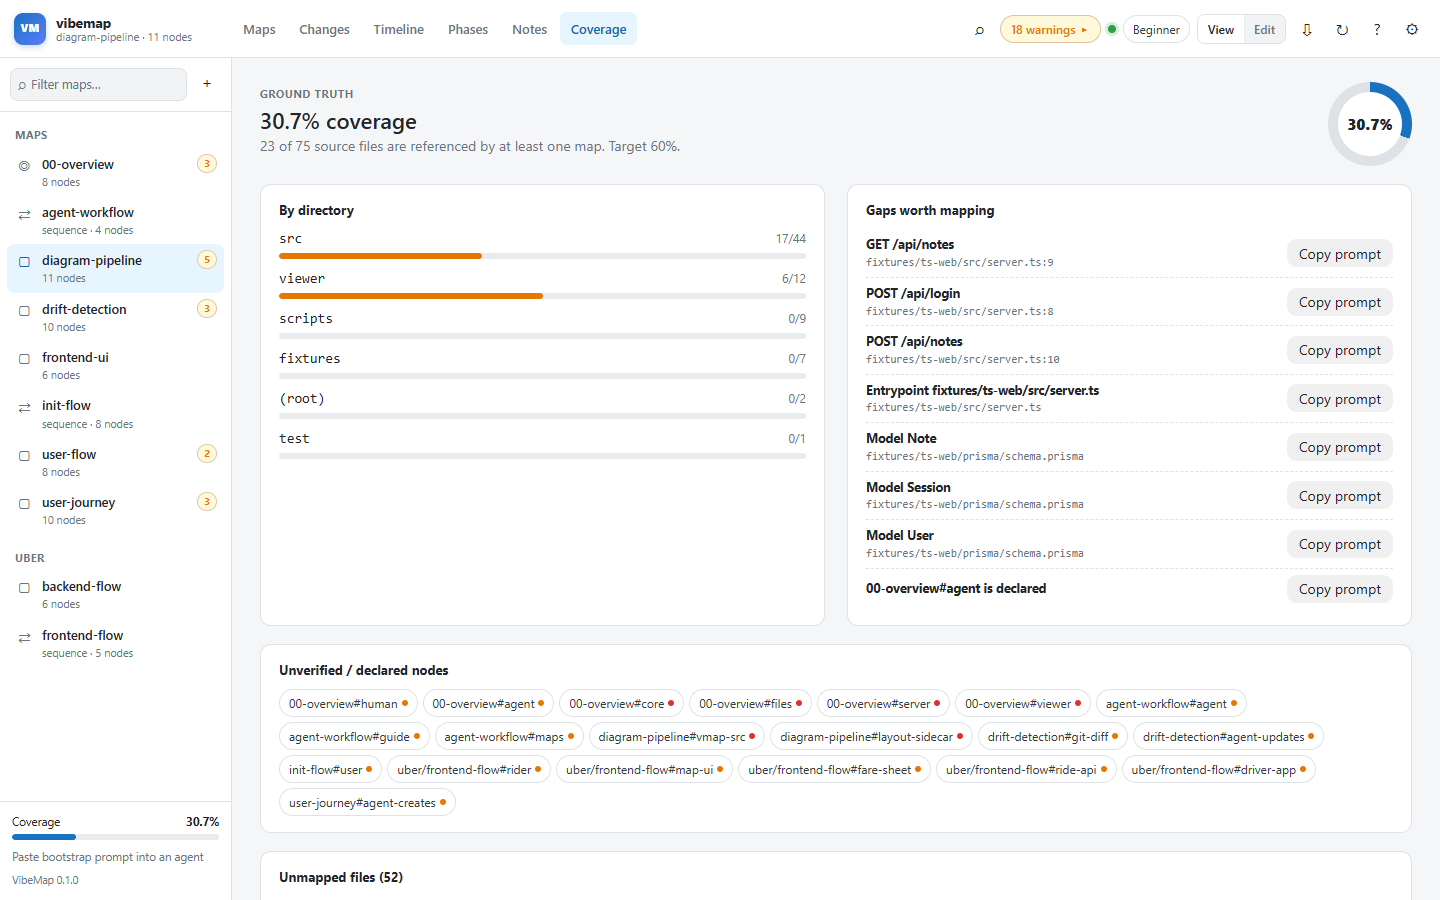 VM
vibemap
diagram-pipeline · 11 nodes
Maps
Changes
Timeline
Phases
Notes
Coverage
18 warnings ▸
Beginner
View
Edit
?
Filter maps...
+
MAPS
00-overview
3
8 nodes
agent-workflow
sequence · 4 nodes
diagram-pipeline
5
11 nodes
drift-detection
3
10 nodes
frontend-ui
6 nodes
init-flow
sequence · 8 nodes
user-flow
2
8 nodes
user-journey
3
10 nodes
UBER
backend-flow
6 nodes
frontend-flow
sequence · 5 nodes
Coverage 30.7%
Paste bootstrap prompt into an agent
VibeMap 0.1.0
GROUND TRUTH
30.7% coverage
23 of 75 source files are referenced by at least one map. Target 60%.
30.7%
By directory
src 17/44
viewer 6/12
scripts 0/9
fixtures 0/7
(root) 0/2
test 0/1
Gaps worth mapping
GET /api/notes
fixtures/ts-web/src/server.ts:9
Copy prompt
POST /api/login
fixtures/ts-web/src/server.ts:8
Copy prompt
POST /api/notes
fixtures/ts-web/src/server.ts:10
Copy prompt
Entrypoint fixtures/ts-web/src/server.ts
fixtures/ts-web/src/server.ts
Copy prompt
Model Note
fixtures/ts-web/prisma/schema.prisma
Copy prompt
Model Session
fixtures/ts-web/prisma/schema.prisma
Copy prompt
Model User
fixtures/ts-web/prisma/schema.prisma
Copy prompt
00-overview#agent is declared
Copy prompt
Unverified / declared nodes
00-overview#human 00-overview#agent 00-overview#core 00-overview#files 00-overview#server 00-overview#viewer agent-workflow#agent
agent-workflow#guide agent-workflow#maps diagram-pipeline#vmap-src diagram-pipeline#layout-sidecar drift-detection#git-diff drift-detection#agent-updates
init-flow#user uber/frontend-flow#rider uber/frontend-flow#map-ui uber/frontend-flow#fare-sheet uber/frontend-flow#ride-api uber/frontend-flow#driver-app
user-journey#agent-creates
Unmapped files (52)